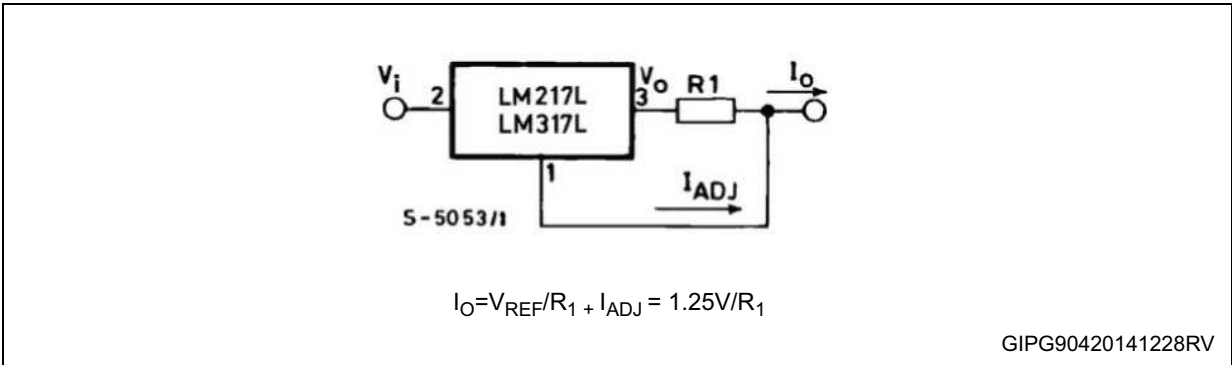 Vi
2
LM217L
LM317L
Vo
3
R1
IO
1
IADJ
S-5053/1
IO=VREF/R1 + IADJ = 1.25V/R1
GIPG90420141228RV